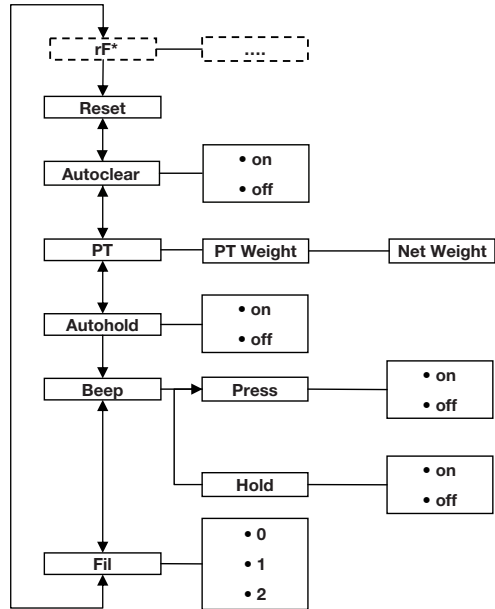 rF*
....
Reset
Autoclear
• on
• off
PT
PT Weight
Net Weight
Autohold
• on
• off
Beep
Press
• on
• off
Hold
• on
• off
Fil
• 0
• 1
• 2